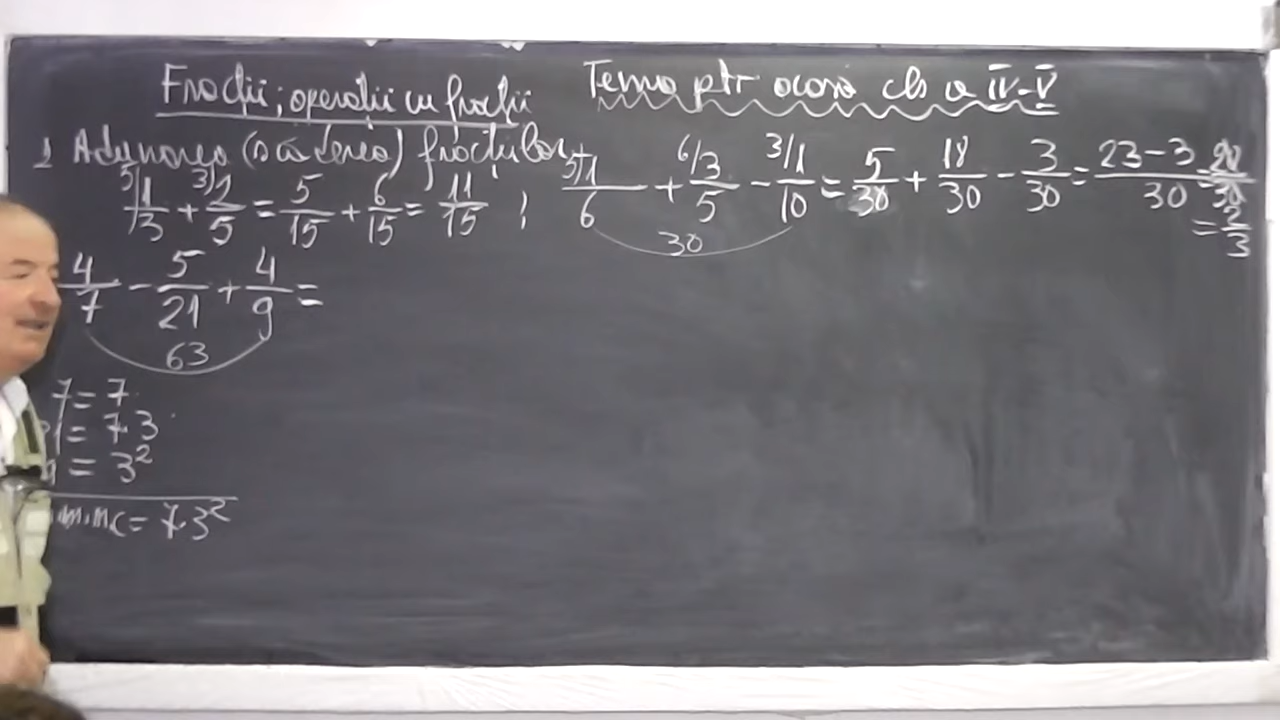 Fracții; operații cu fracții
Tema ptr acasă cls a IV-V
1 Adunarea (scăderea) fracțiilor
5/1/3 + 3/2/5 = 5/15 + 6/15 = 11/15 ;
5/1/6 + 6/3/5 - 3/1/10 = 5/30 + 18/30 - 3/30 = 23-3/30 = 20/30
30
= 2/3
4/7 - 5/21 + 4/9 =
63
7 = 7
21 = 7·3
9 = 3²
c.m.m.m.c = 7·3²